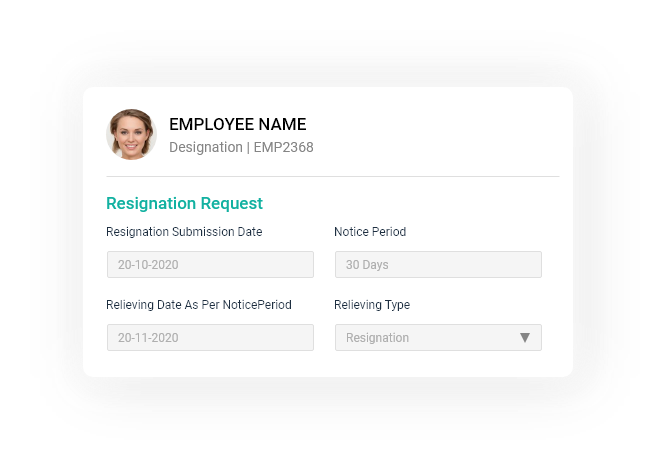 EMPLOYEE NAME
Designation | EMP2368
Resignation Request
Resignation Submission Date
Notice Period
20-10-2020
30 Days
Relieving Date As Per NoticePeriod
Relieving Type
20-11-2020
Resignation